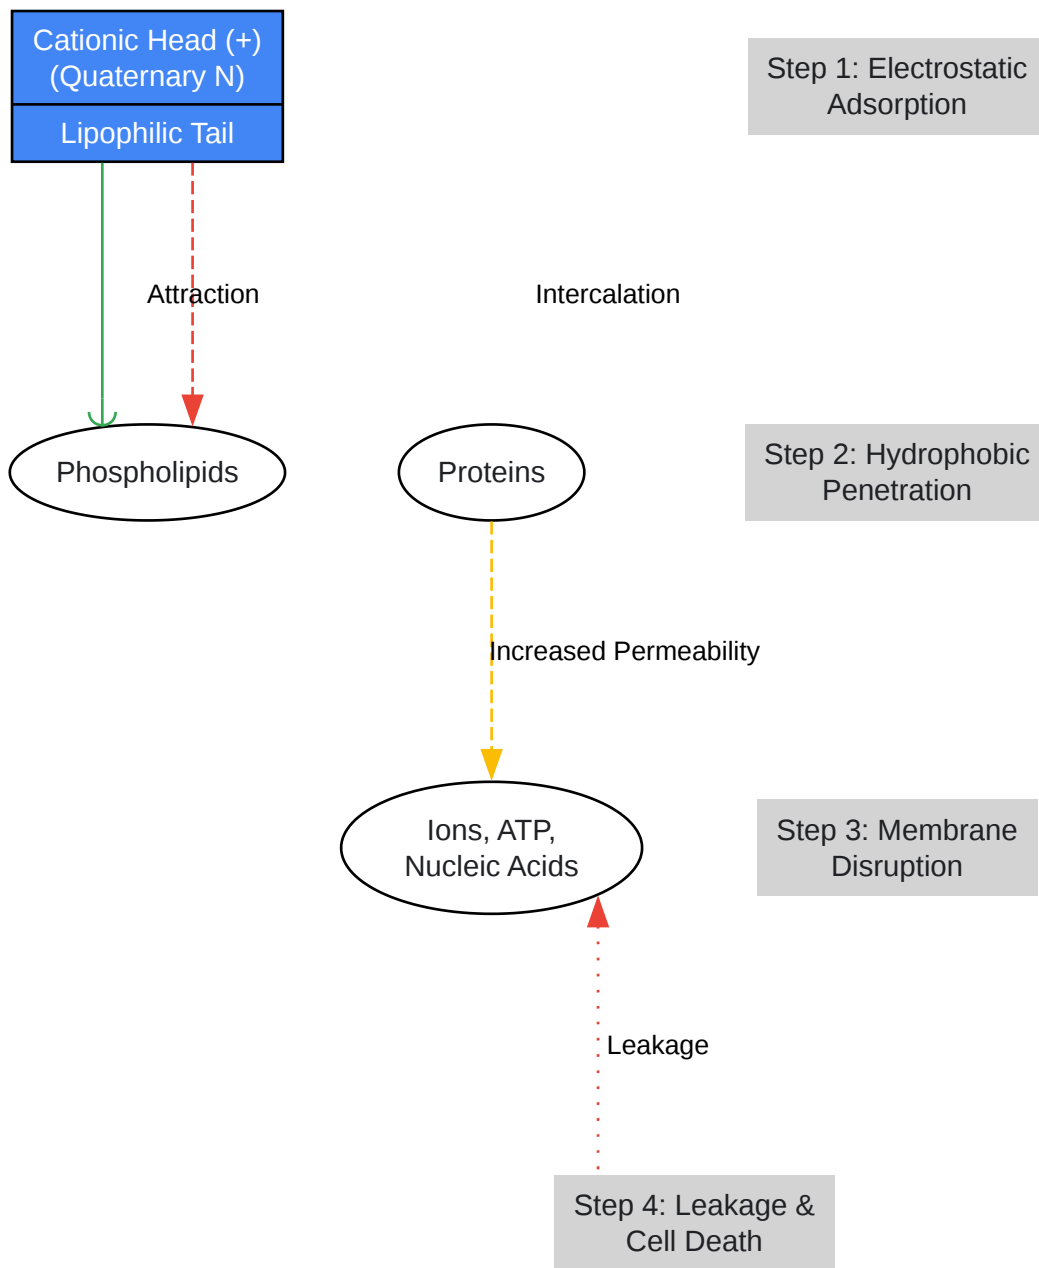 Cationic Head (+)
(Quaternary N)
Lipophilic Tail
Step 1: Electrostatic
Adsorption
Attraction
Intercalation
Phospholipids
Proteins
Step 2: Hydrophobic
Penetration
Increased Permeability
Ions, ATP,
Nucleic Acids
Step 3: Membrane
Disruption
Leakage
Step 4: Leakage &
Cell Death